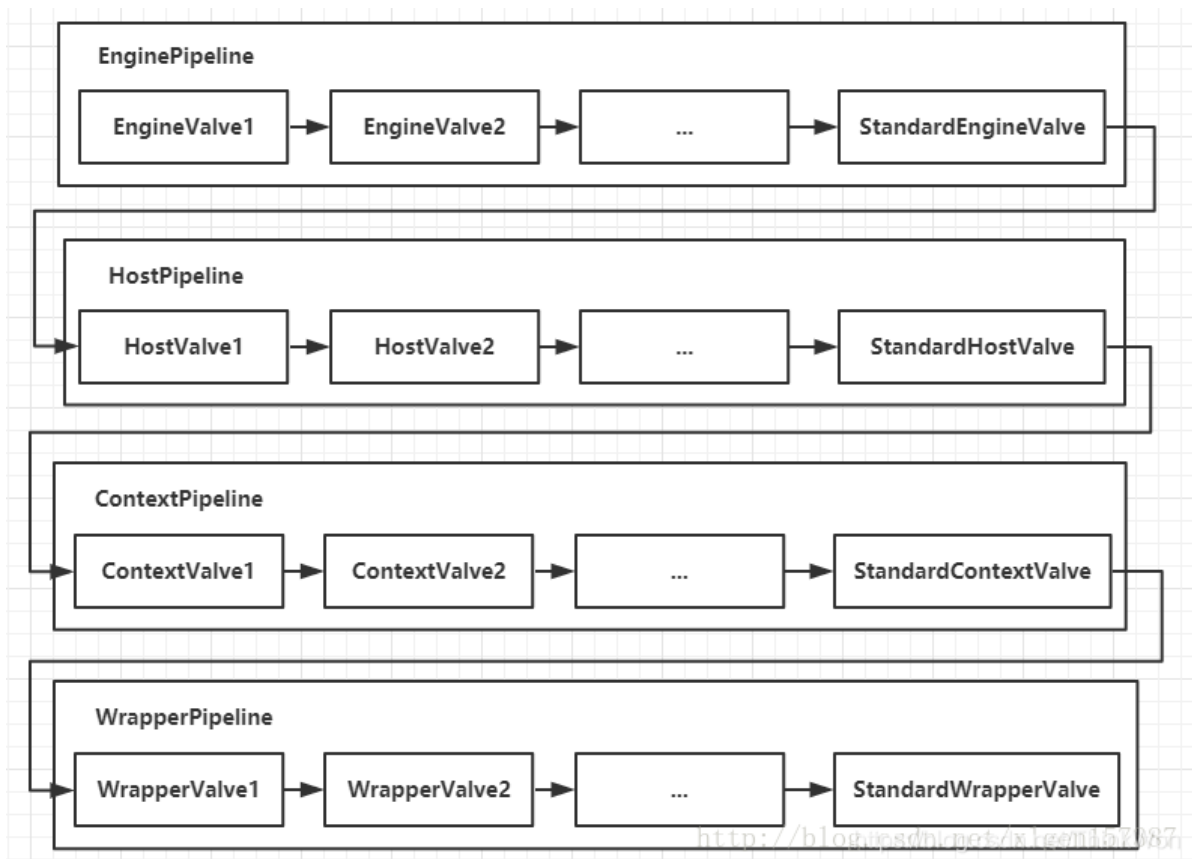 EnginePipeline
EngineValve1
EngineValve2
...
StandardEngineValve
HostPipeline
HostValve1
HostValve2
...
StandardHostValve
ContextPipeline
ContextValve1
ContextValve2
...
StandardContextValve
WrapperPipeline
WrapperValve1
WrapperValve2
...
StandardWrapperValve